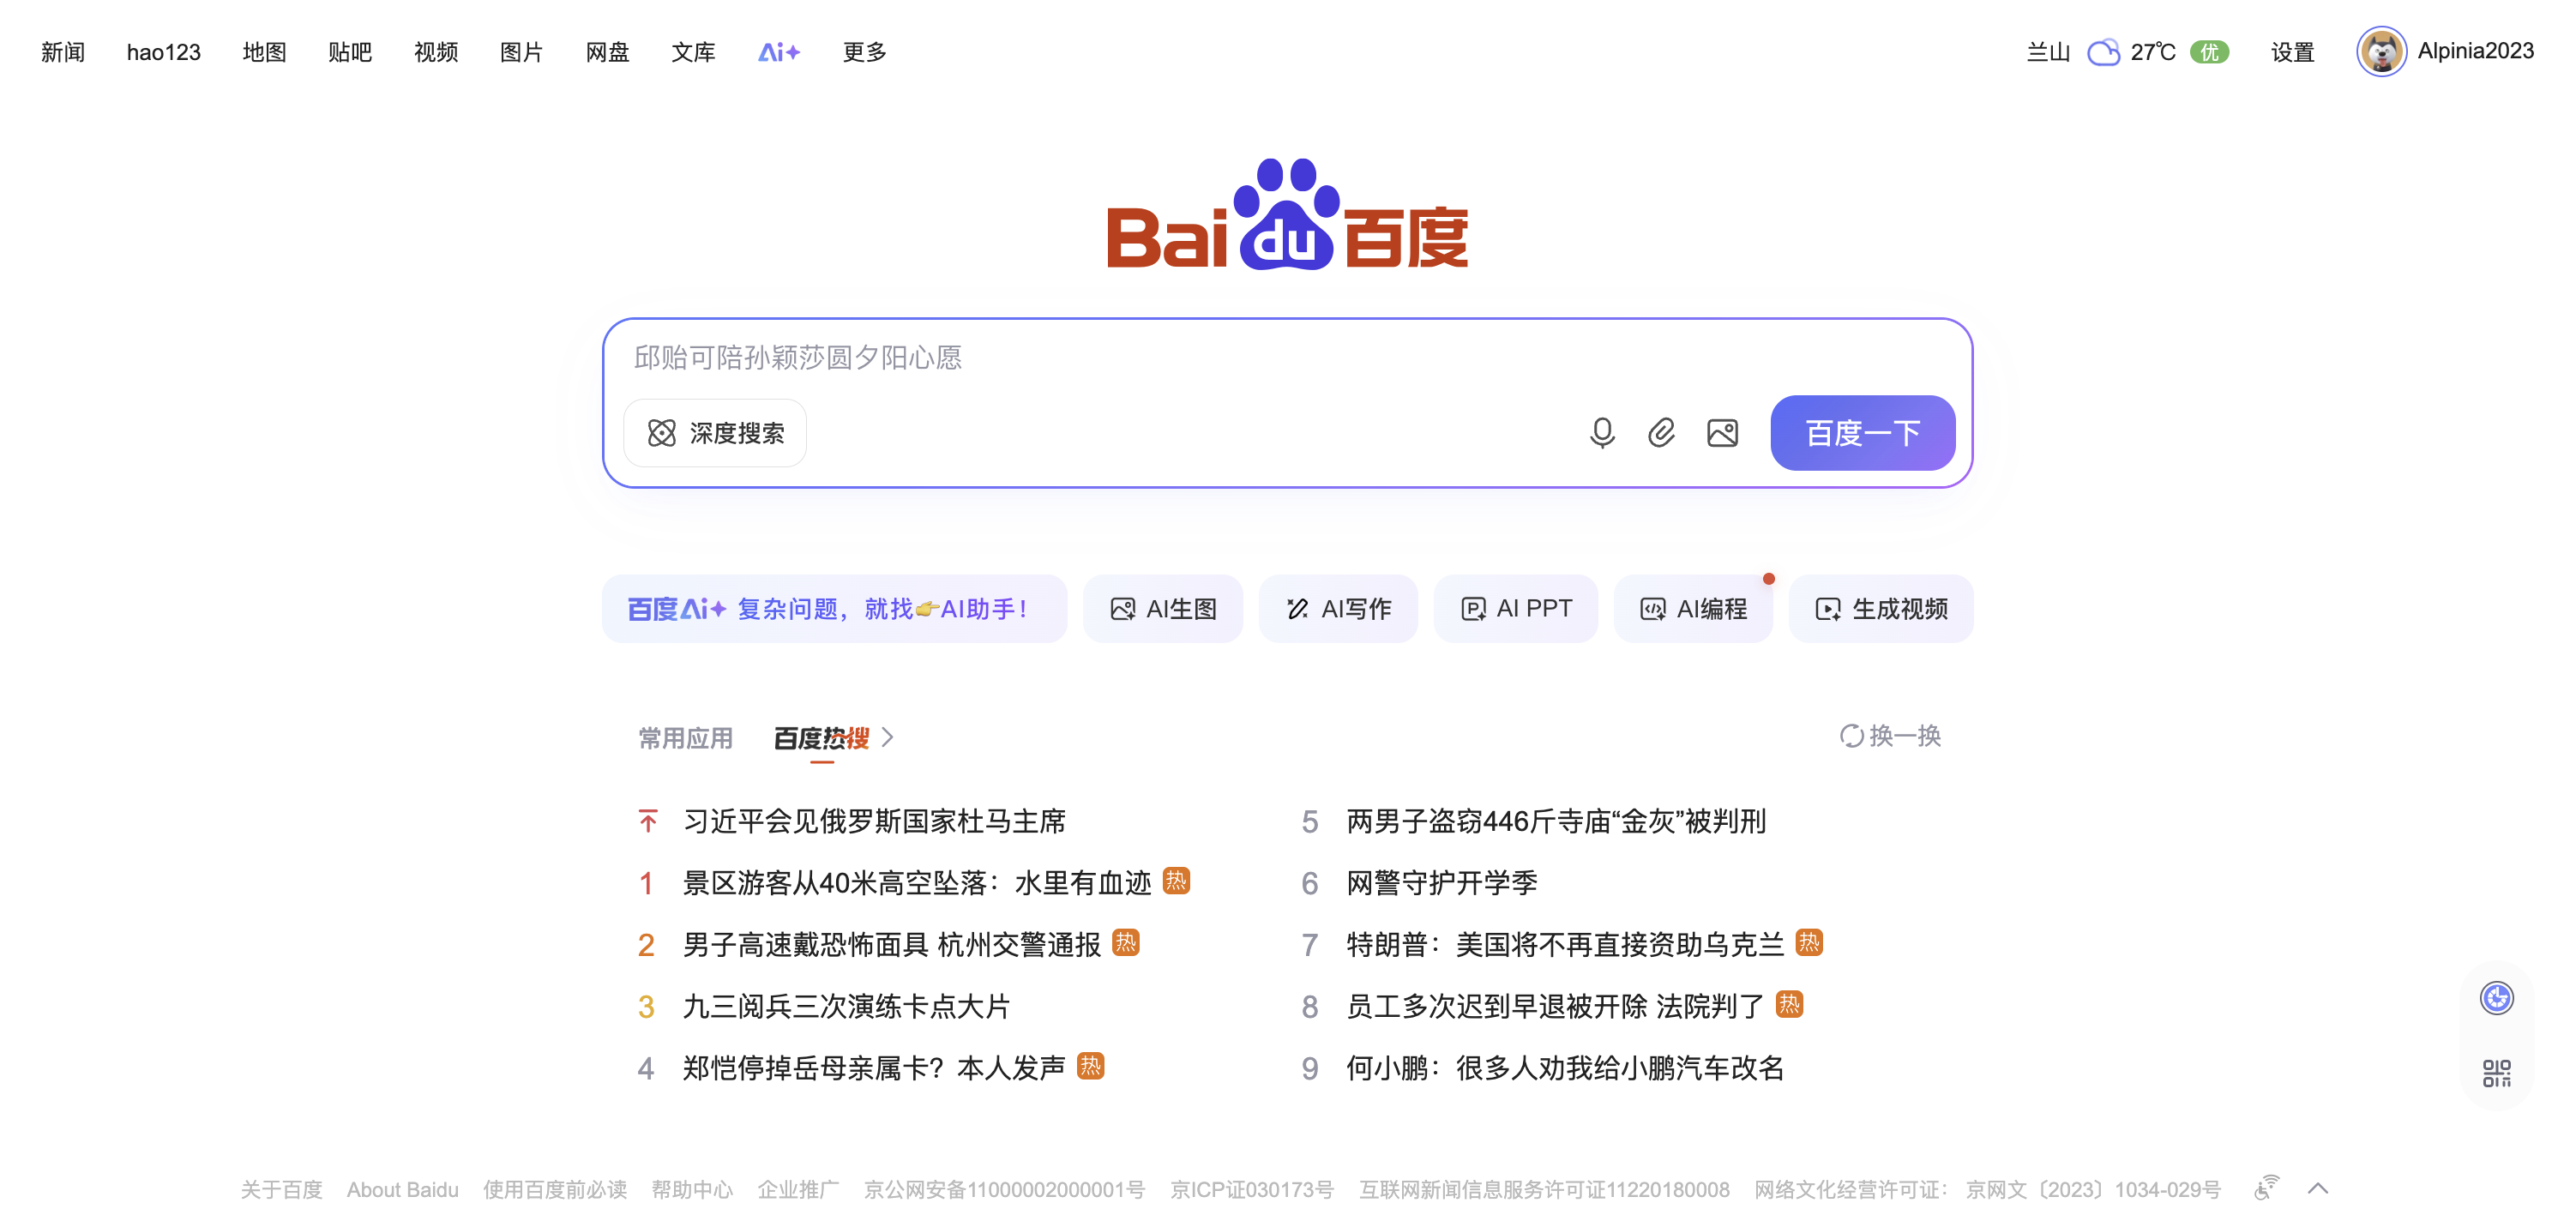 新闻 hao123 地图 贴吧 视频 图片 网盘 文库 Ai+ 更多 兰山 27℃ 优 设置 Alpinia2023
Bai du 百度
邱贻可陪孙颖莎圆夕阳心愿
深度搜索 百度一下
百度Ai+ 复杂问题，就找👉AI助手！ AI生图 AI写作 AI PPT AI编程 生成视频
常用应用 百度热搜 换一换
习近平会见俄罗斯国家杜马主席
1 景区游客从40米高空坠落：水里有血迹 热
2 男子高速戴恐怖面具 杭州交警通报 热
3 九三阅兵三次演练卡点大片
4 郑恺停掉岳母亲属卡？本人发声 热
5 两男子盗窃446斤寺庙“金灰”被判刑
6 网警守护开学季
7 特朗普：美国将不再直接资助乌克兰 热
8 员工多次迟到早退被开除 法院判了 热
9 何小鹏：很多人劝我给小鹏汽车改名
关于百度 About Baidu 使用百度前必读 帮助中心 企业推广 京公网安备11000002000001号 京ICP证030173号 互联网新闻信息服务许可证11220180008 网络文化经营许可证： 京网文〔2023〕1034-029号